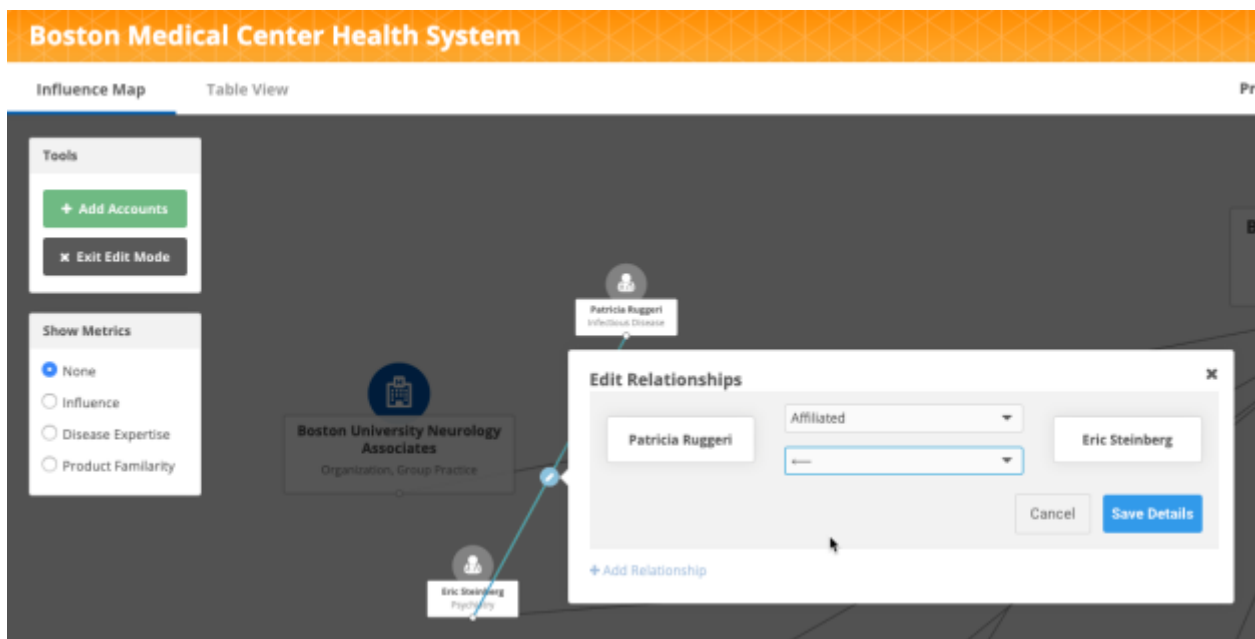 Boston Medical Center Health System
Influence Map
Table View
Pr
Tools
+ Add Accounts
× Exit Edit Mode
Show Metrics
None
Influence
Disease Expertise
Product Familarity
Patricia Ruggeri
Infectious Disease
Boston University Neurology
Associates
Organization, Group Practice
Eric Steinberg
Psychiatry
B
Edit Relationships
×
Patricia Ruggeri
Affiliated
⟵
Eric Steinberg
Cancel
Save Details
+ Add Relationship